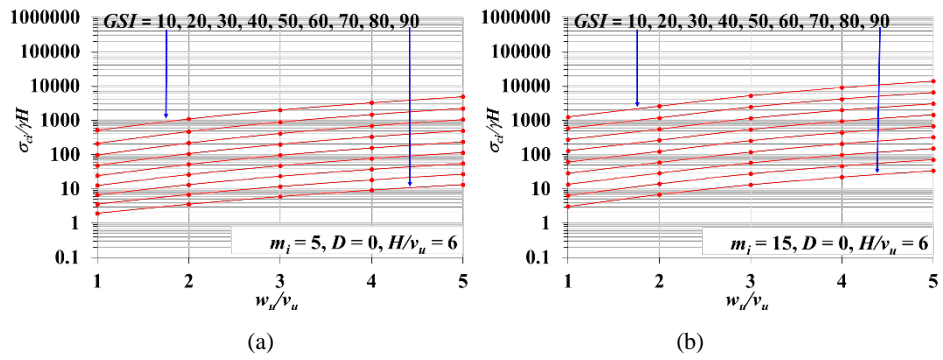 GSI = 10, 20, 30, 40, 50, 60, 70, 80, 90
1000000
100000
10000
1000
100
10
1
0.1
σci/γH
mi = 5, D = 0, H/vu = 6
1 2 3 4 5
wu/vu
(a)
GSI = 10, 20, 30, 40, 50, 60, 70, 80, 90
1000000
100000
10000
1000
100
10
1
0.1
σci/γH
mi = 15, D = 0, H/vu = 6
1 2 3 4 5
wu/vu
(b)